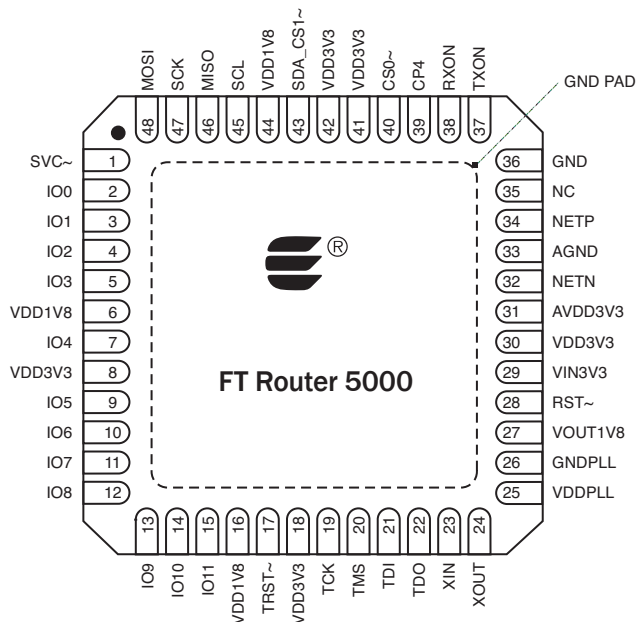 MOSI
SCK
MISO
SCL
VDD1V8
SDA_CS1~
VDD3V3
VDD3V3
CS0~
CP4
RXON
TXON
GND PAD
48
47
46
45
44
43
42
41
40
39
38
37
SVC~ 1
IO0 2
IO1 3
IO2 4
IO3 5
VDD1V8 6
IO4 7
VDD3V3 8
IO5 9
IO6 10
IO7 11
IO8 12
®
FT Router 5000
36 GND
35 NC
34 NETP
33 AGND
32 NETN
31 AVDD3V3
30 VDD3V3
29 VIN3V3
28 RST~
27 VOUT1V8
26 GNDPLL
25 VDDPLL
13
14
15
16
17
18
19
20
21
22
23
24
IO9
IO10
IO11
VDD1V8
TRST~
VDD3V3
TCK
TMS
TDI
TDO
XIN
XOUT